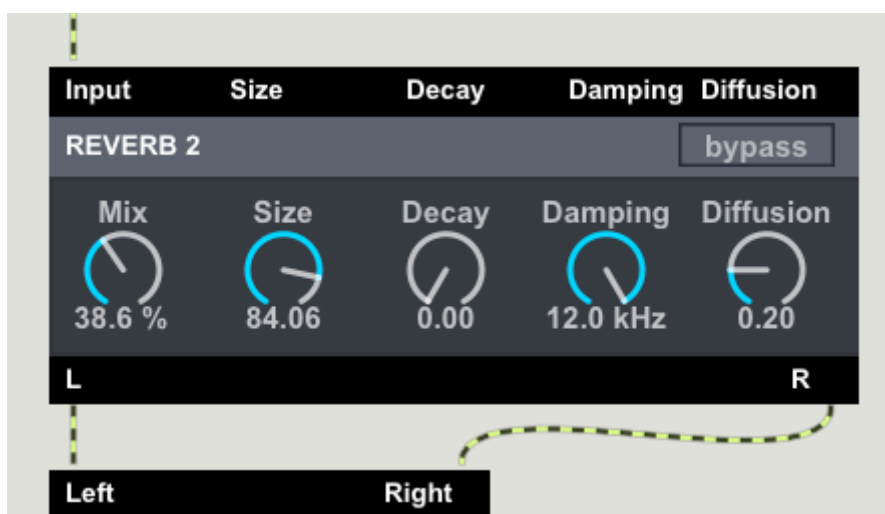 Input Size Decay Damping Diffusion
REVERB 2 bypass
Mix Size Decay Damping Diffusion
38.6 % 84.06 0.00 12.0 kHz 0.20
L R
Left Right